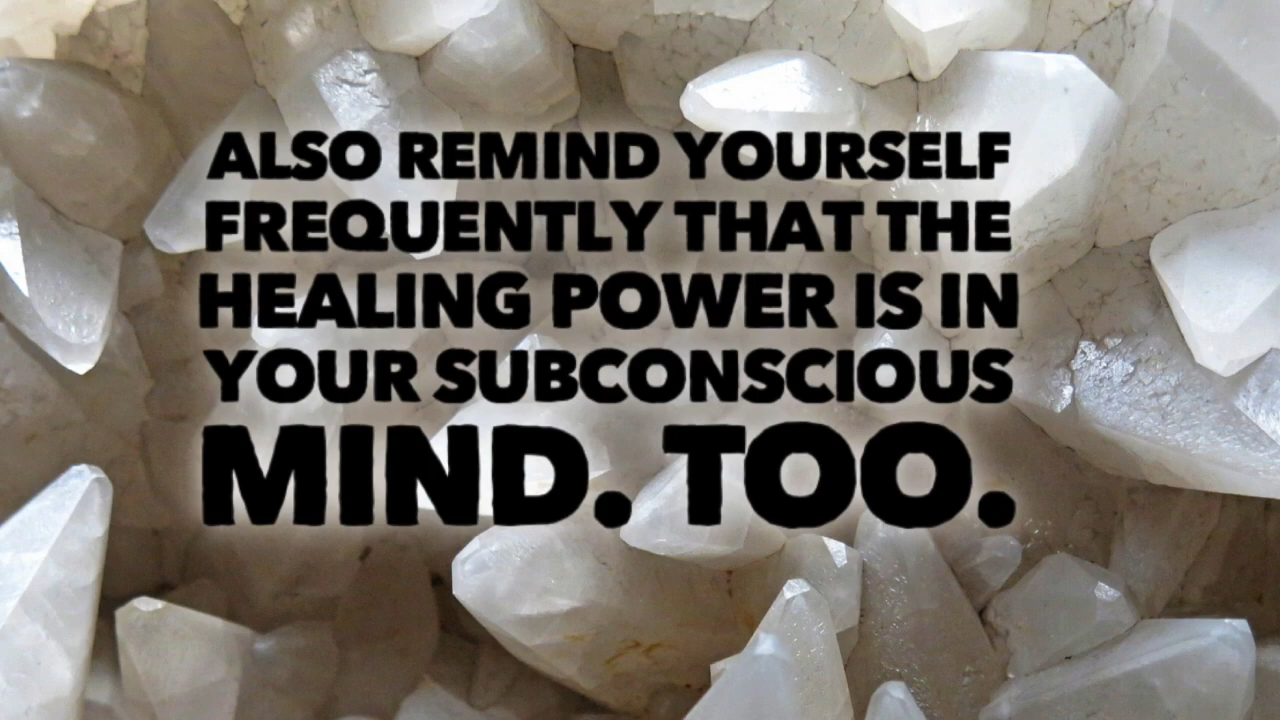 ALSO REMIND YOURSELF
FREQUENTLY THAT THE
HEALING POWER IS IN
YOUR SUBCONSCIOUS
MIND. TOO.